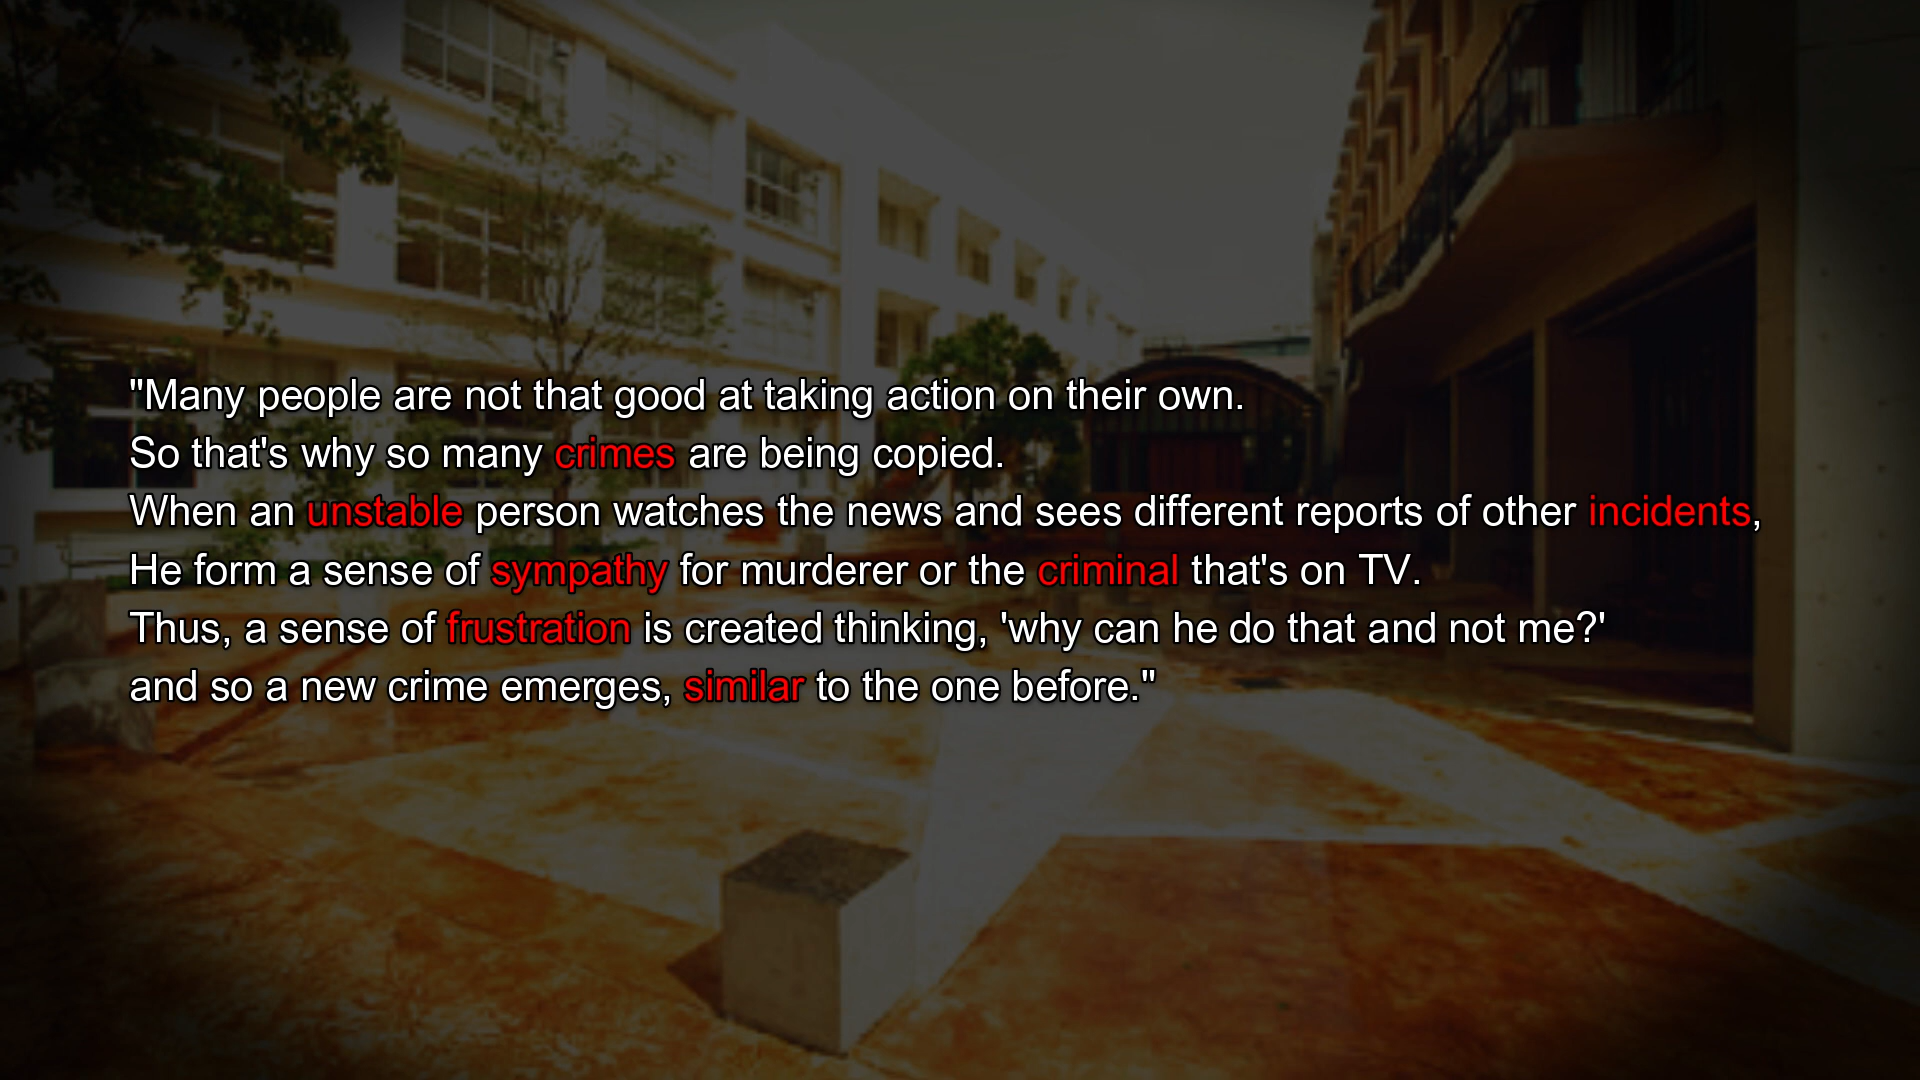 "Many people are not that good at taking action on their own.
So that's why so many crimes are being copied.
When an unstable person watches the news and sees different reports of other incidents,
He form a sense of sympathy for murderer or the criminal that's on TV.
Thus, a sense of frustration is created thinking, 'why can he do that and not me?'
and so a new crime emerges, similar to the one before."